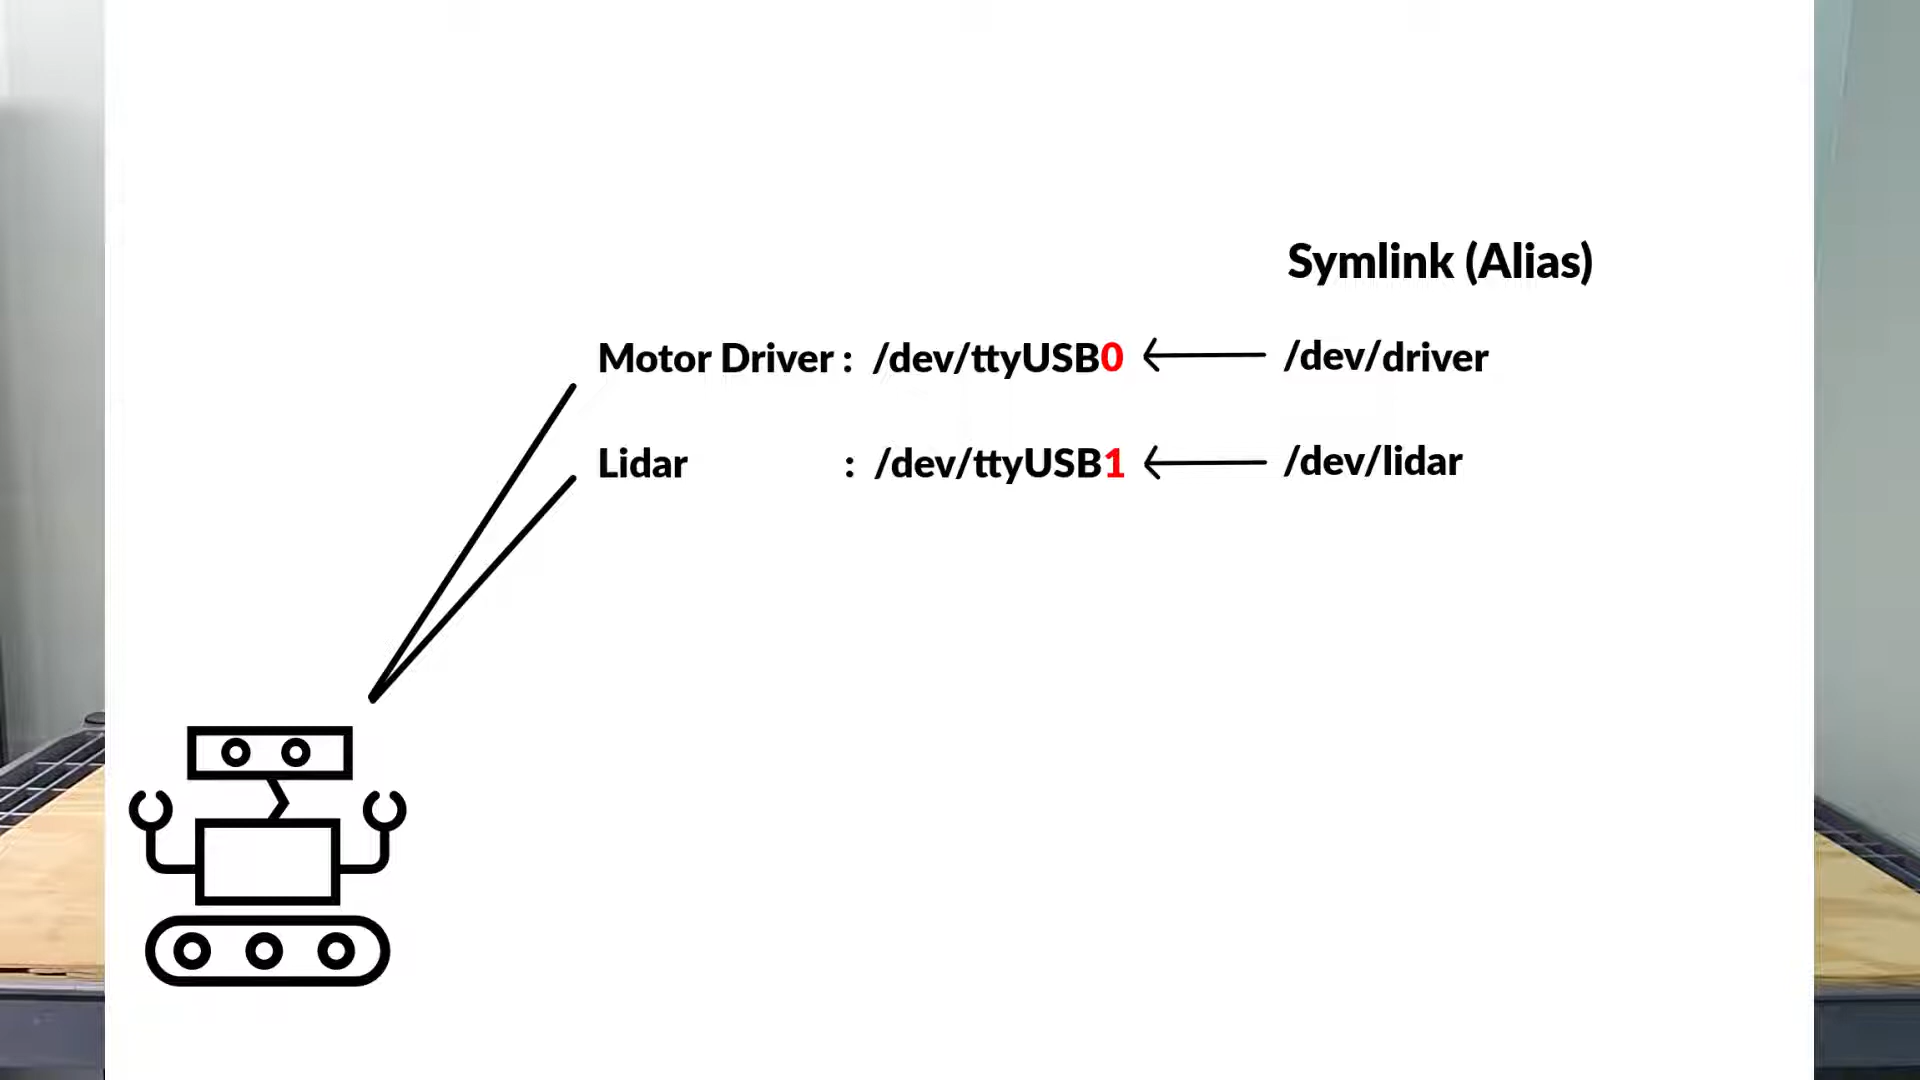 Symlink (Alias)
Motor Driver : /dev/ttyUSB0 /dev/driver
Lidar : /dev/ttyUSB1 /dev/lidar